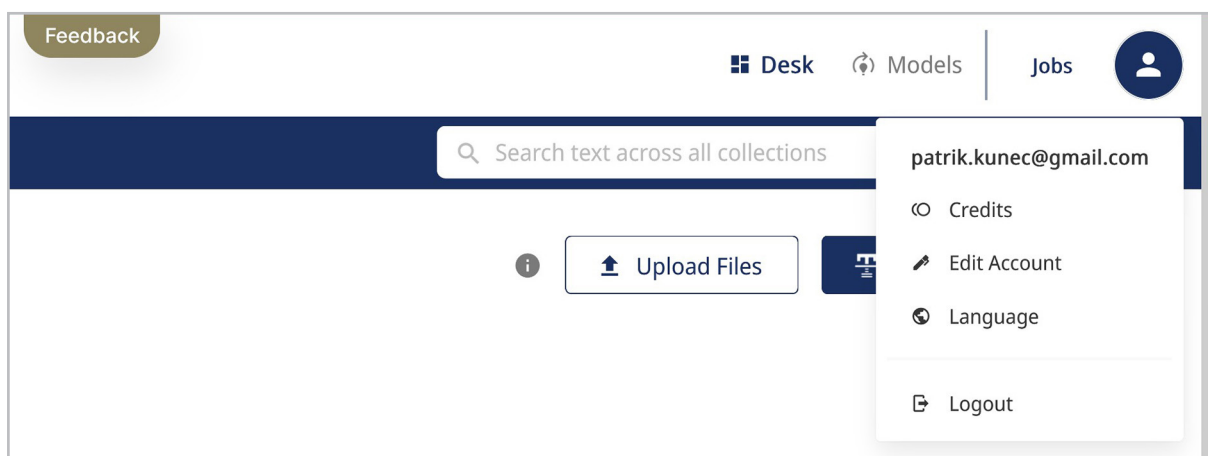 Feedback
Desk
Models
Jobs
Search text across all collections
patrik.kunec@gmail.com
Credits
Upload Files
Edit Account
Language
Logout